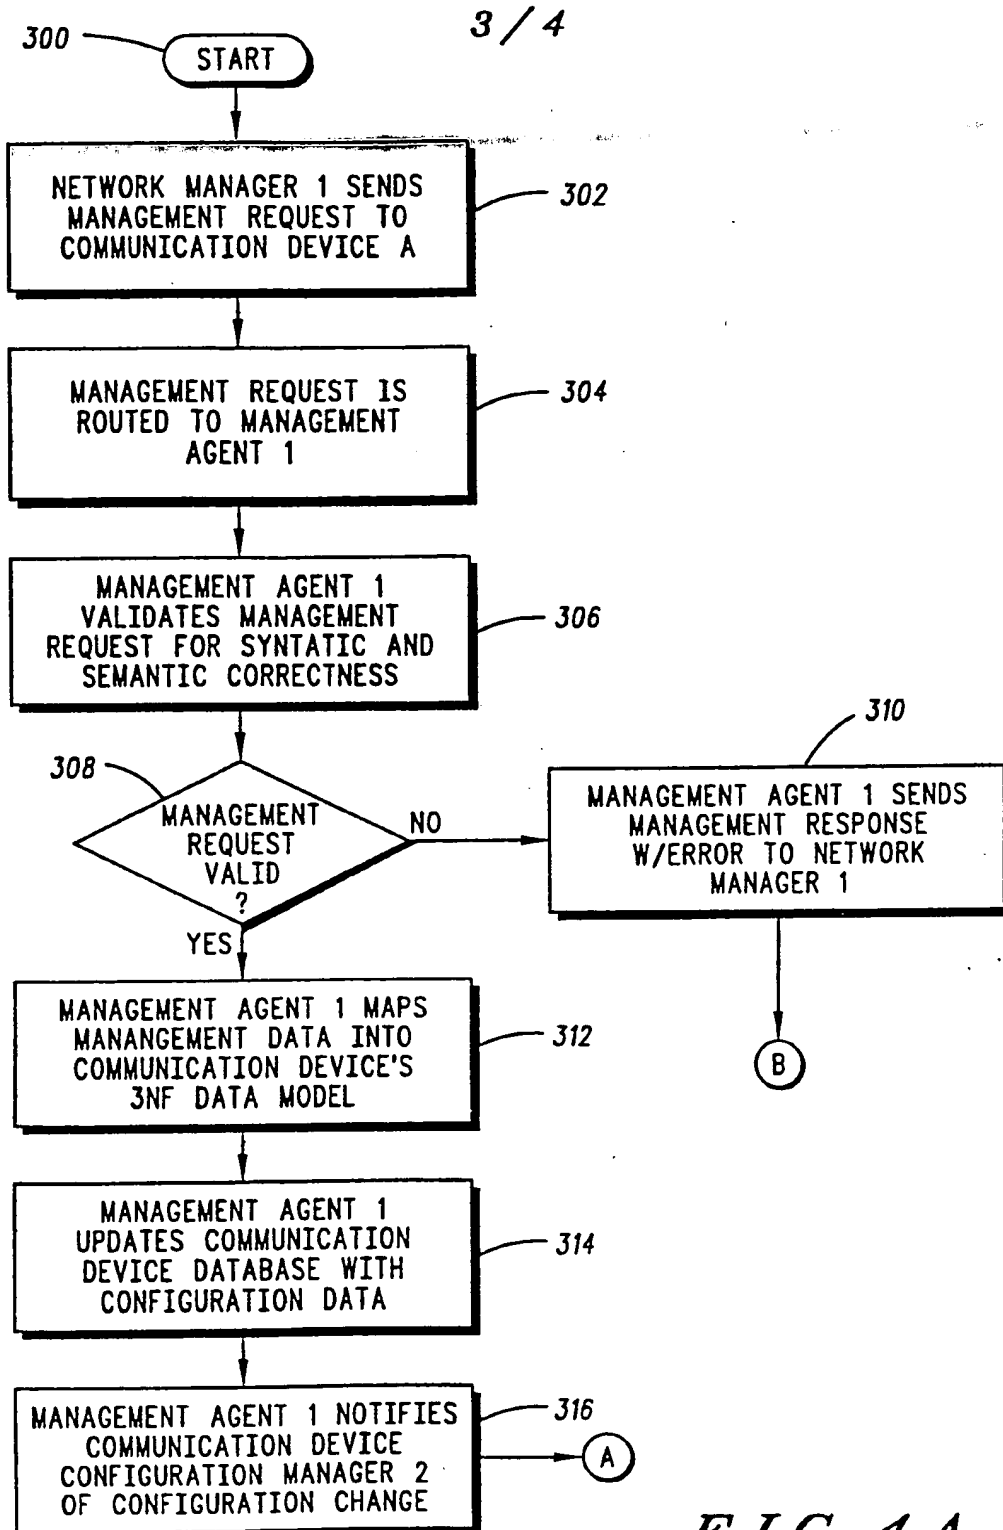 3 / 4
300
START
NETWORK MANAGER 1 SENDS
MANAGEMENT REQUEST TO
COMMUNICATION DEVICE A
302
MANAGEMENT REQUEST IS
ROUTED TO MANAGEMENT
AGENT 1
304
MANAGEMENT AGENT 1
VALIDATES MANAGEMENT
REQUEST FOR SYNTATIC AND
SEMANTIC CORRECTNESS
306
308
MANAGEMENT
REQUEST
VALID
?
NO
YES
310
MANAGEMENT AGENT 1 SENDS
MANAGEMENT RESPONSE
W/ERROR TO NETWORK
MANAGER 1
B
MANAGEMENT AGENT 1 MAPS
MANANGEMENT DATA INTO
COMMUNICATION DEVICE'S
3NF DATA MODEL
312
MANAGEMENT AGENT 1
UPDATES COMMUNICATION
DEVICE DATABASE WITH
CONFIGURATION DATA
314
MANAGEMENT AGENT 1 NOTIFIES
COMMUNICATION DEVICE
CONFIGURATION MANAGER 2
OF CONFIGURATION CHANGE
316
A
FIG. 4A